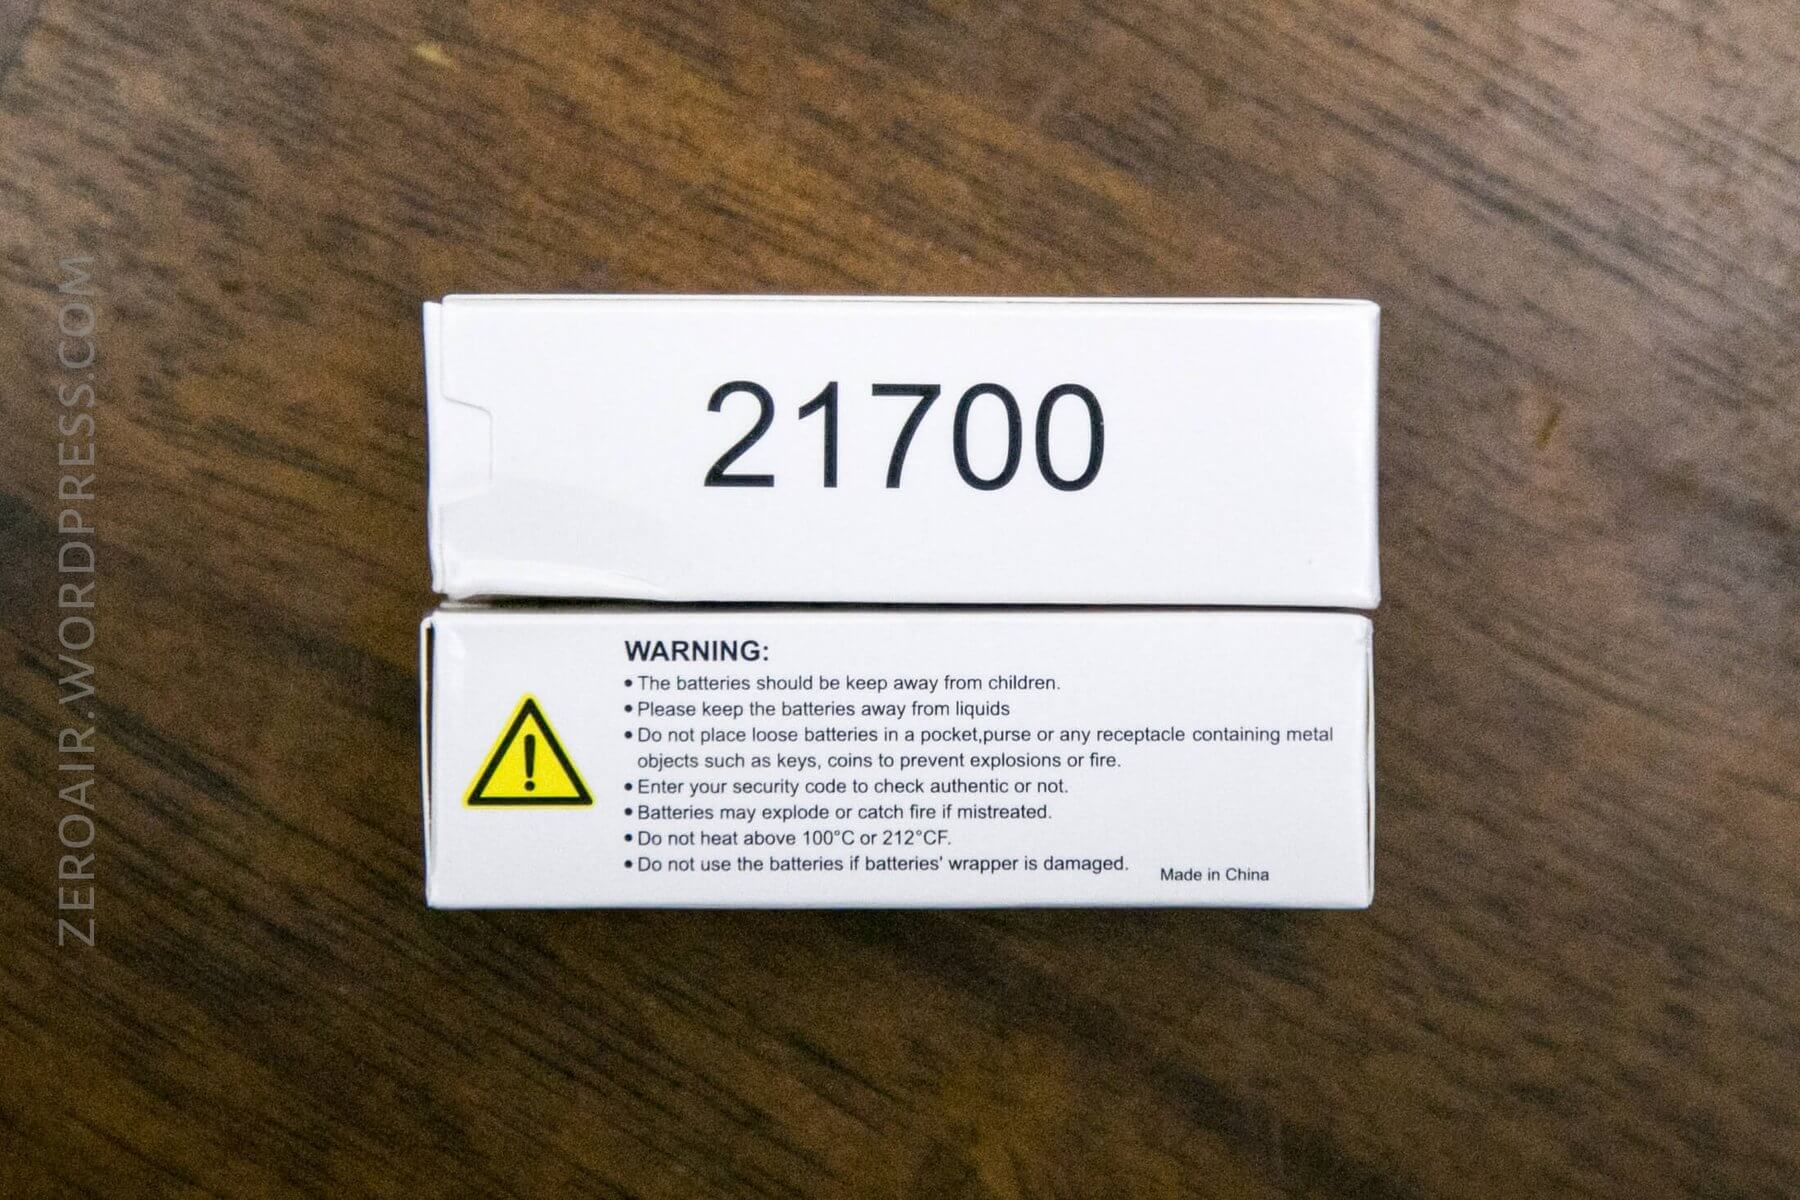 21700
WARNING:
• The batteries should be keep away from children.
• Please keep the batteries away from liquids
• Do not place loose batteries in a pocket,purse or any receptacle containing metal
objects such as keys, coins to prevent explosions or fire.
• Enter your security code to check authentic or not.
• Batteries may explode or catch fire if mistreated.
• Do not heat above 100°C or 212°CF.
• Do not use the batteries if batteries' wrapper is damaged.
Made in China
ZEROAIR.WORDPRESS.COM